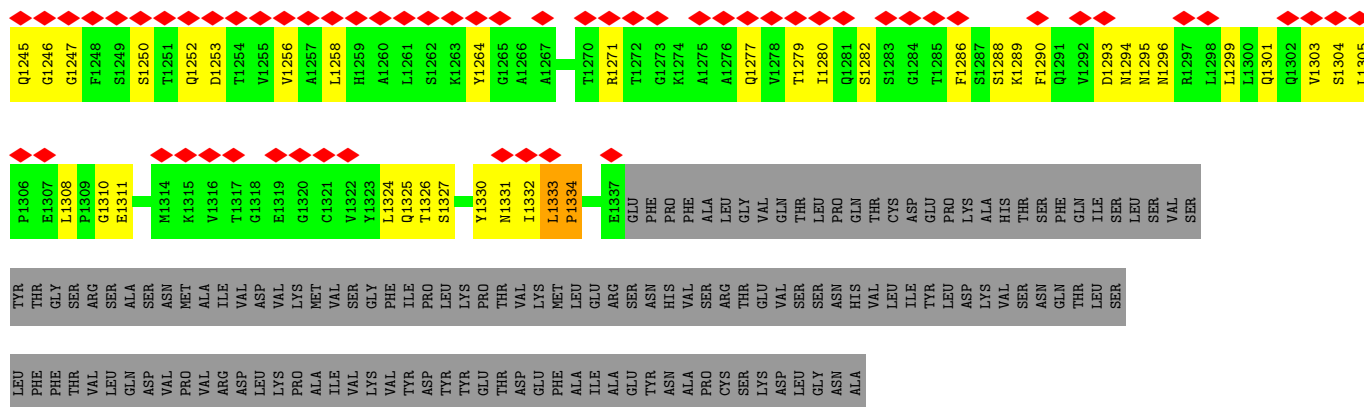 Q1245 G1246 G1247 F1248 S1249 S1250 T1251 Q1252 D1253 T1254 V1255 V1256 A1257 L1258 H1259 A1260 L1261 S1262 K1263 Y1264 G1265 A1266 A1267 T1270 R1271 T1272 G1273 K1274 A1275 A1276 Q1277 V1278 T1279 I1280 Q1281 S1282 S1283 G1284 T1285 F1286 S1287 S1288 K1289 F1290 Q1291 V1292 D1293 N1294 N1295 N1296 R1297 L1298 L1299 L1300 Q1301 Q1302 V1303 S1304 L1305
P1306 E1307 L1308 P1309 G1310 E1311 M1314 K1315 V1316 T1317 G1318 E1319 G1320 C1321 V1322 Y1323 L1324 Q1325 T1326 S1327 Y1330 N1331 I1332 L1333 P1334 E1337 GLU PHE PRO PHE ALA LEU GLY VAL GLN THR LEU PRO GLN THR CYS ASP GLU PRO LYS ALA HIS THR SER PHE GLN ILE SER LEU SER VAL SER
TYR THR GLY SER ARG SER ALA SER ASN MET ALA ILE VAL ASP VAL LYS MET VAL SER GLY PHE ILE PRO LEU LYS PRO THR VAL LYS MET LEU GLU ARG SER ASN HIS VAL SER ARG THR GLU VAL SER SER ASN HIS VAL LEU ILE TYR LEU ASP LYS VAL SER ASN GLN THR LEU SER
LEU PHE PHE THR VAL LEU GLN ASP VAL PRO VAL ARG ASP LEU LYS PRO ALA ILE VAL LYS VAL TYR ASP TYR TYR GLU THR ASP GLU PHE ALA ILE ALA GLU TYR ASN ALA PRO CYS SER LYS ASP LEU GLY ASN ALA